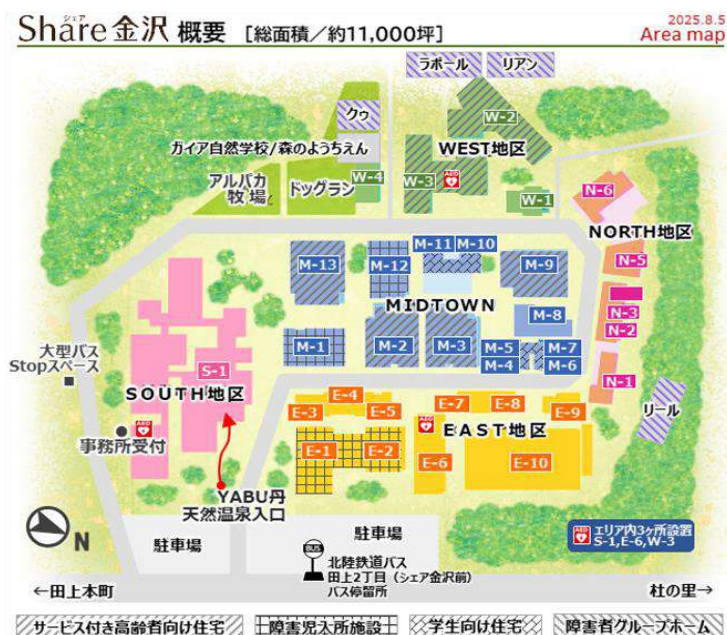 シェア
Share金沢 概要 [総面積／約11,000坪]
2025.8.5
Area map
ラボール
リアン
クゥ
W-2
ガイア自然学校/森のようちえん
WEST地区
アルパカ
牧場
ドッグラン
W-4
W-3
AED
W-1
N-6
NORTH地区
M-11
M-10
M-13
M-12
M-9
N-5
MIDTOWN
M-8
N-3
N-2
M-1
M-2
M-3
M-5
M-7
M-4
M-6
大型バス
Stopスペース
S-1
SOUTH地区
N-1
E-4
E-3
E-5
E-7
E-8
E-9
リール
AED
事務所受付
AED
EAST地区
E-1
E-2
E-6
E-10
YABU丹
天然温泉入口
N
駐車場
駐車場
BUS
北陸鉄道バス
田上2丁目（シェア金沢前）
バス停留所
AED
エリア内3ヶ所設置
S-1,E-6,W-3
←田上本町
杜の里→
サービス付き高齢者向け住宅
障害児入所施設
学生向け住宅
障害者グループホーム